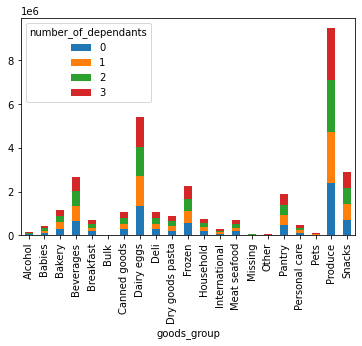 1e6
number_of_dependants
0
1
2
3
8
6
4
2
0
Alcohol
Babies
Bakery
Beverages
Breakfast
Bulk
Canned goods
Dairy eggs
Deli
Dry goods pasta
Frozen
Household
International
Meat seafood
Missing
Other
Pantry
Personal care
Pets
Produce
Snacks
goods_group